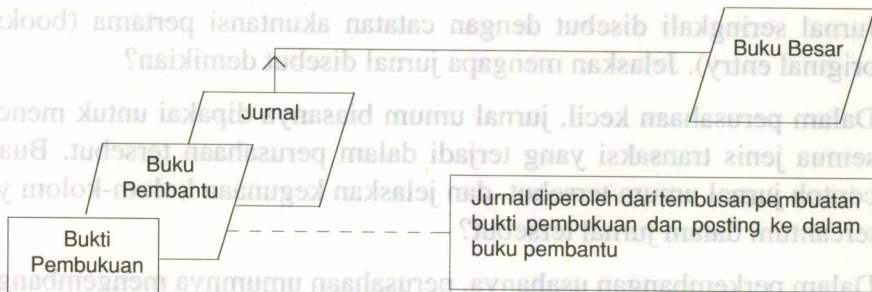 Buku Besar
Jurnal
Buku
Pembantu
Bukti
Pembukuan
Jurnal diperoleh dari tembusan pembuatan
bukti pembukuan dan posting ke dalam
buku pembantu